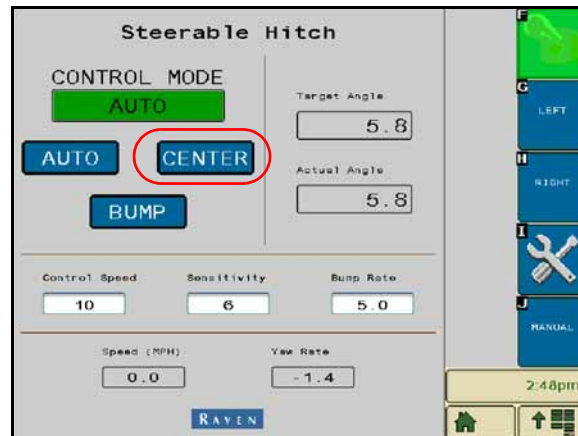 Steerable Hitch
CONTROL MODE
AUTO
AUTO
CENTER
BUMP
Target Angle
5.8
Actual Angle
5.8
Control Speed
10
Sensitivity
6
Bump Rate
5.0
Speed (MPH)
0.0
Yaw Rate
-1.4
RAVEN
F
G
LEFT
H
RIGHT
I
J
MANUAL
2:48pm